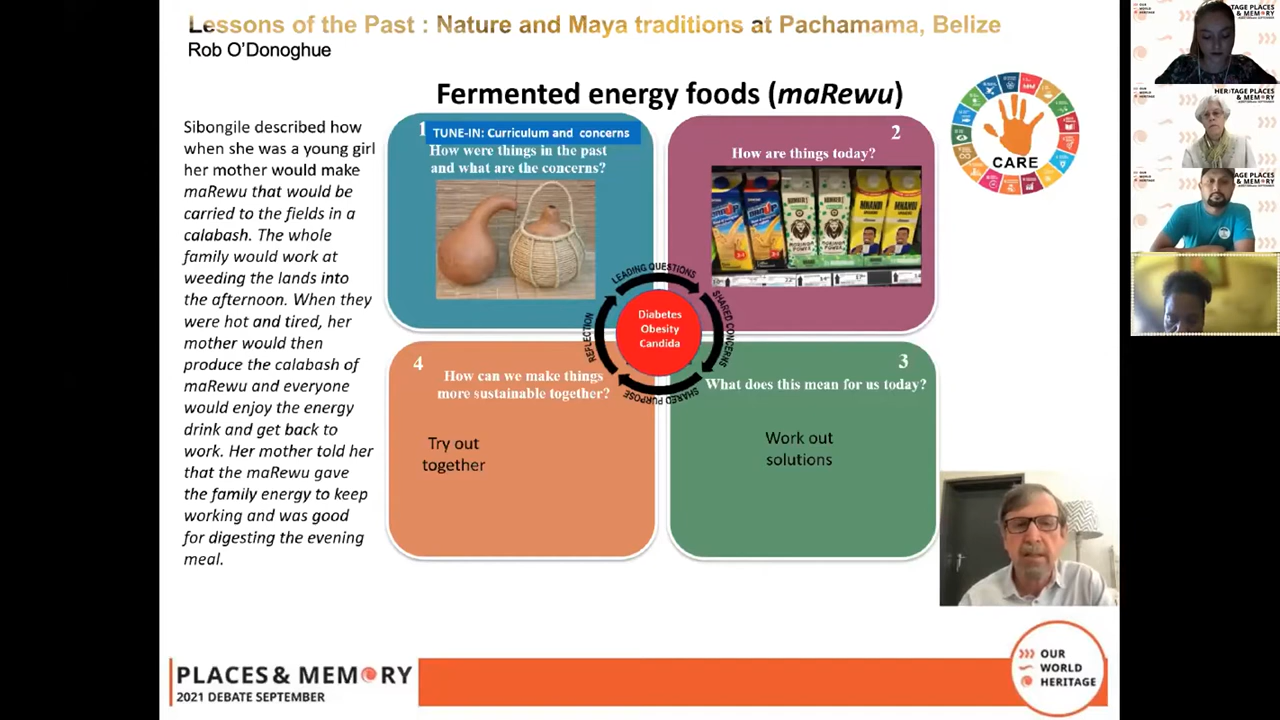 Lessons of the Past : Nature and Maya traditions at Pachamama, Belize
Rob O'Donoghue
Fermented energy foods (maRewu)
Sibongile described how
when she was a young girl
her mother would make
maRewu that would be
carried to the fields in a
calabash. The whole
family would work at
weeding the lands into
the afternoon. When they
were hot and tired, her
mother would then
produce the calabash of
maRewu and everyone
would enjoy the energy
drink and get back to
work. Her mother told her
that the maRewu gave
the family energy to keep
working and was good
for digesting the evening
meal.
1
TUNE-IN: Curriculum and concerns
How were things in the past
and what are the concerns?
2
How are things today?
CARE
LEADING QUESTIONS
SHARED CONCERNS
SHARED PURPOSE
REFLECTION
Diabetes
Obesity
Candida
4
How can we make things
more sustainable together?
Try out
together
3
What does this mean for us today?
Work out
solutions
PLACES & MEMORY
2021 DEBATE SEPTEMBER
OUR
WORLD
HERITAGE
HERITAGE PLACES
& MEMORY